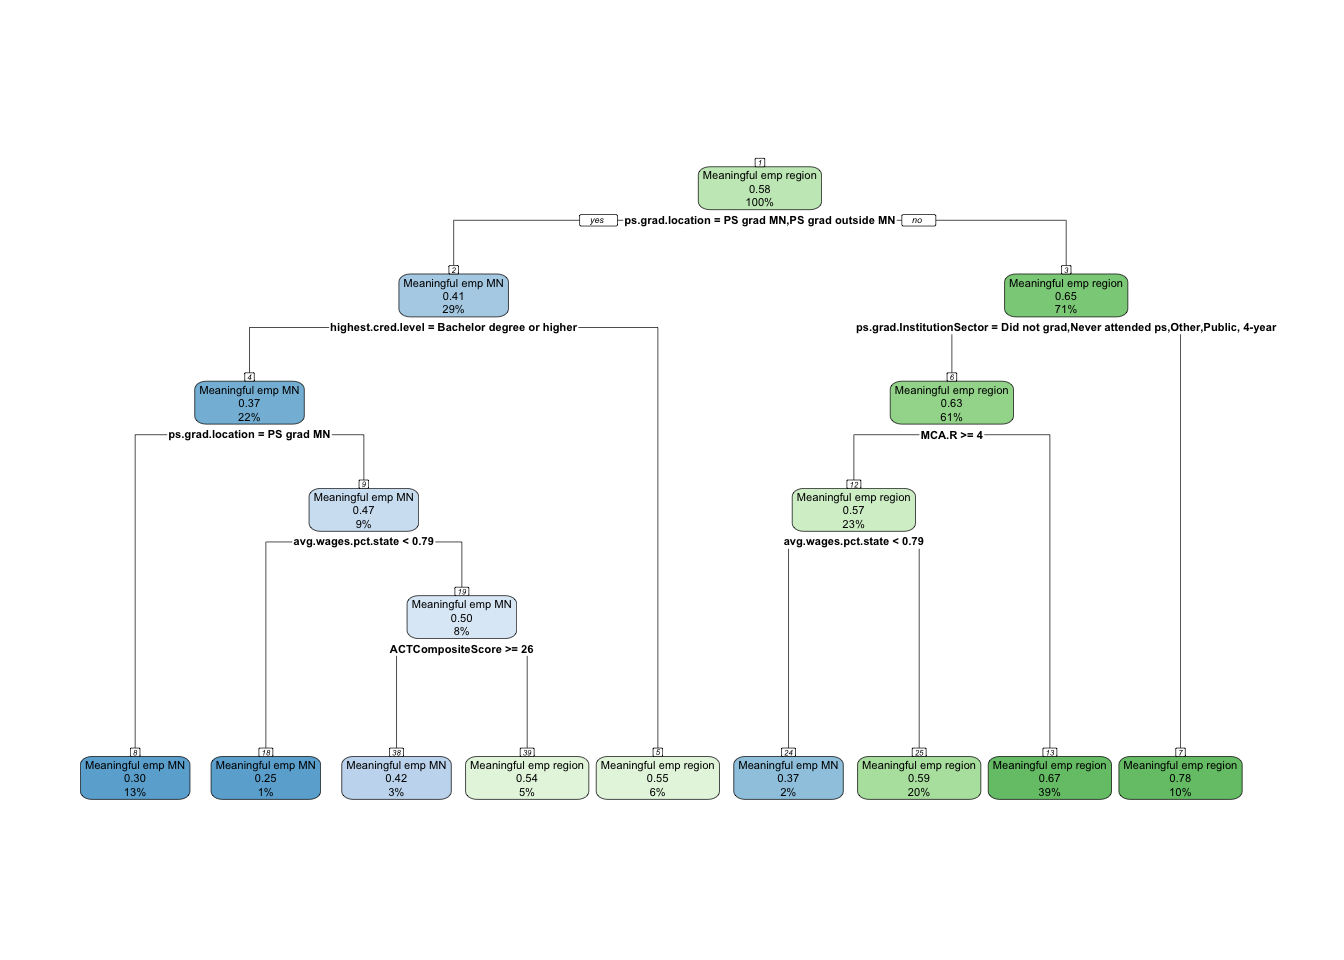 1
Meaningful emp region
0.58
100%
yes ps.grad.location = PS grad MN,PS grad outside MN no
2
Meaningful emp MN
0.41
29%
3
Meaningful emp region
0.65
71%
highest.cred.level = Bachelor degree or higher
ps.grad.InstitutionSector = Did not grad,Never attended ps,Other,Public, 4-year
4
Meaningful emp MN
0.37
22%
6
Meaningful emp region
0.63
61%
ps.grad.location = PS grad MN
MCA.R >= 4
9
Meaningful emp MN
0.47
9%
12
Meaningful emp region
0.57
23%
avg.wages.pct.state < 0.79
avg.wages.pct.state < 0.79
19
Meaningful emp MN
0.50
8%
ACTCompositeScore >= 26
8
Meaningful emp MN
0.30
13%
18
Meaningful emp MN
0.25
1%
38
Meaningful emp MN
0.42
3%
39
Meaningful emp region
0.54
5%
5
Meaningful emp region
0.55
6%
24
Meaningful emp MN
0.37
2%
25
Meaningful emp region
0.59
20%
13
Meaningful emp region
0.67
39%
7
Meaningful emp region
0.78
10%